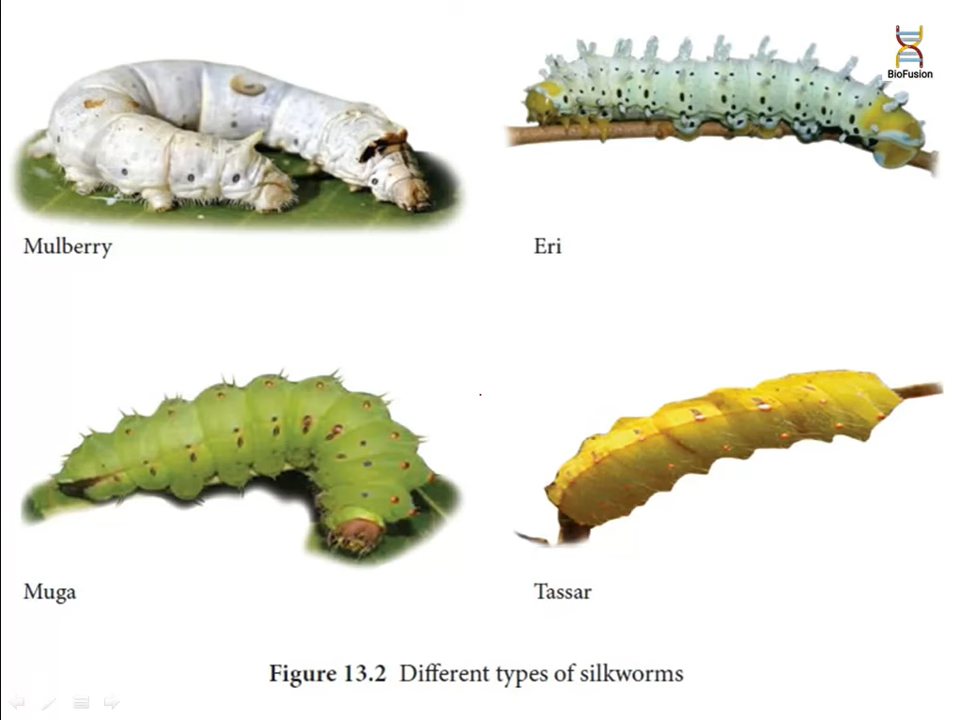 BioFusion
Mulberry
Eri
Muga
Tassar
Figure 13.2 Different types of silkworms